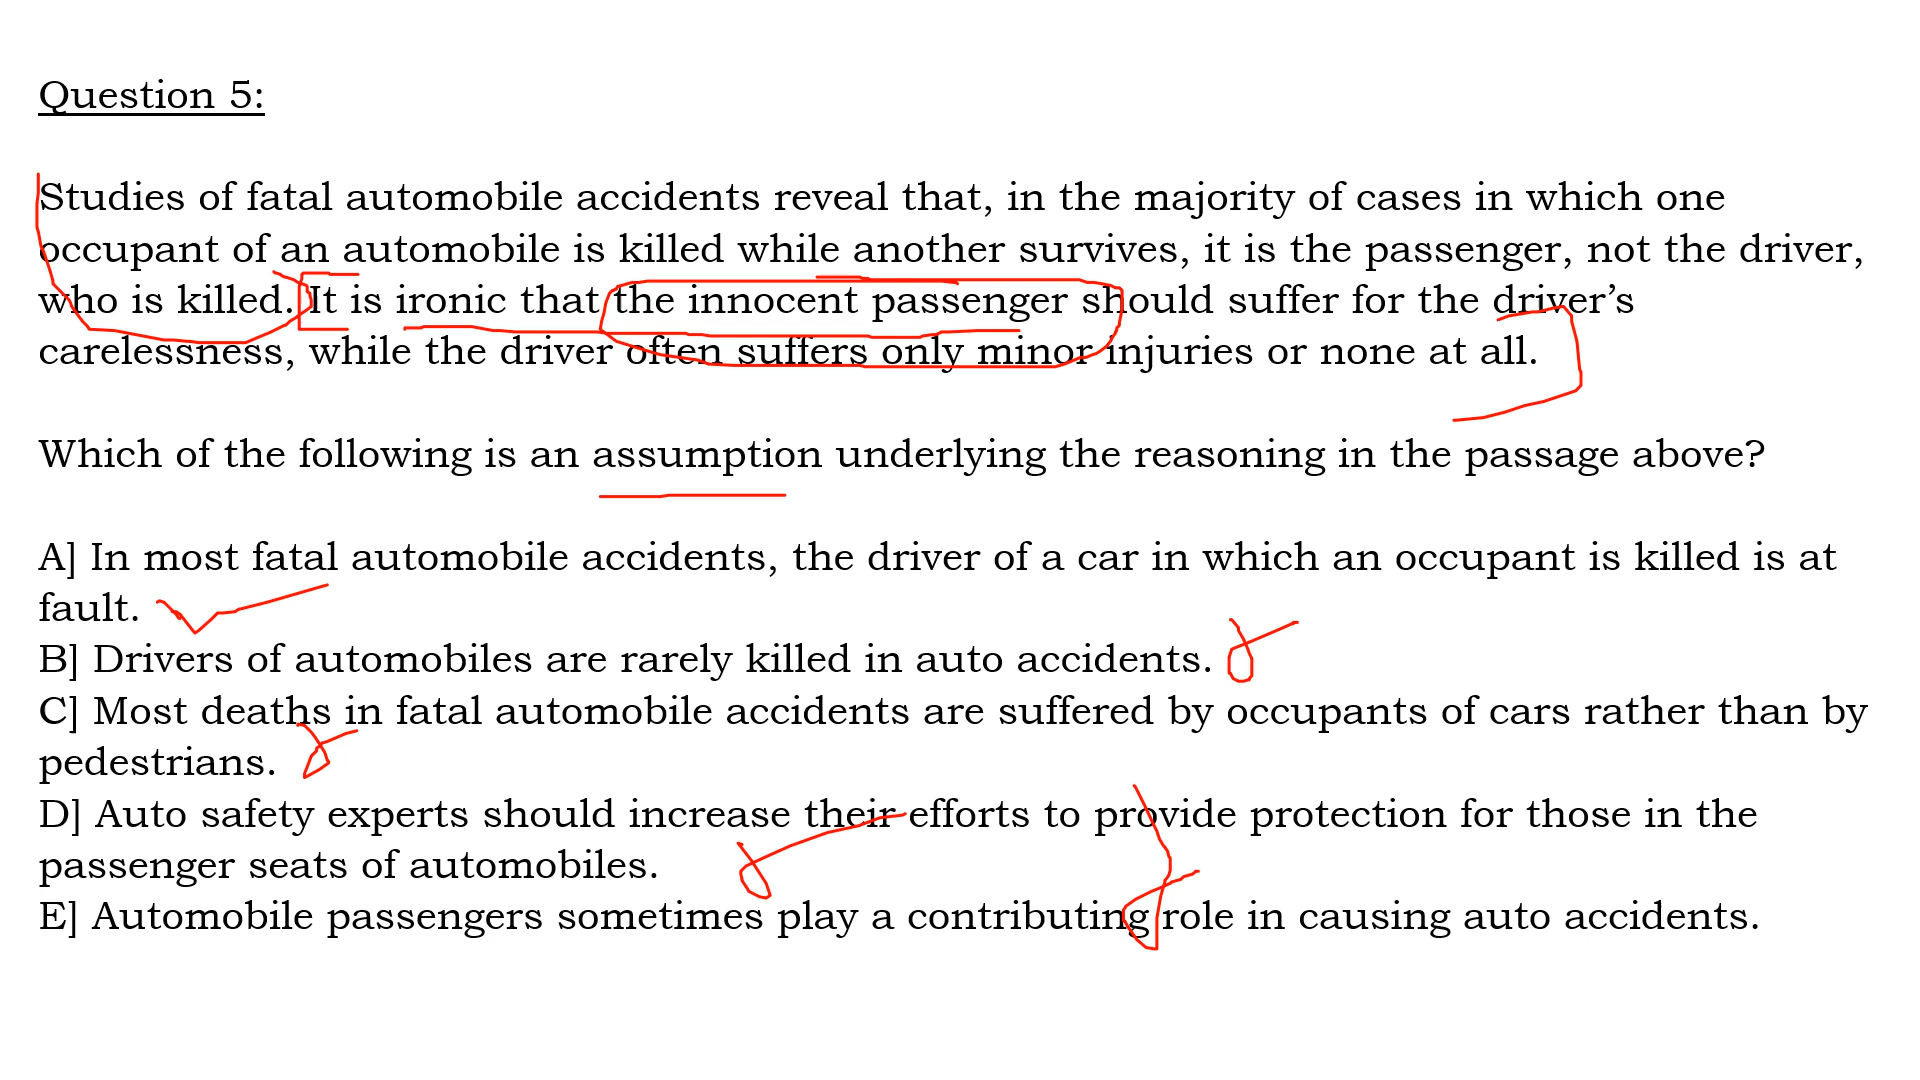 Question 5:
Studies of fatal automobile accidents reveal that, in the majority of cases in which one
occupant of an automobile is killed while another survives, it is the passenger, not the driver,
who is killed. It is ironic that the innocent passenger should suffer for the driver’s
carelessness, while the driver often suffers only minor injuries or none at all.
Which of the following is an assumption underlying the reasoning in the passage above?
A] In most fatal automobile accidents, the driver of a car in which an occupant is killed is at
fault.
B] Drivers of automobiles are rarely killed in auto accidents.
C] Most deaths in fatal automobile accidents are suffered by occupants of cars rather than by
pedestrians.
D] Auto safety experts should increase their efforts to provide protection for those in the
passenger seats of automobiles.
E] Automobile passengers sometimes play a contributing role in causing auto accidents.